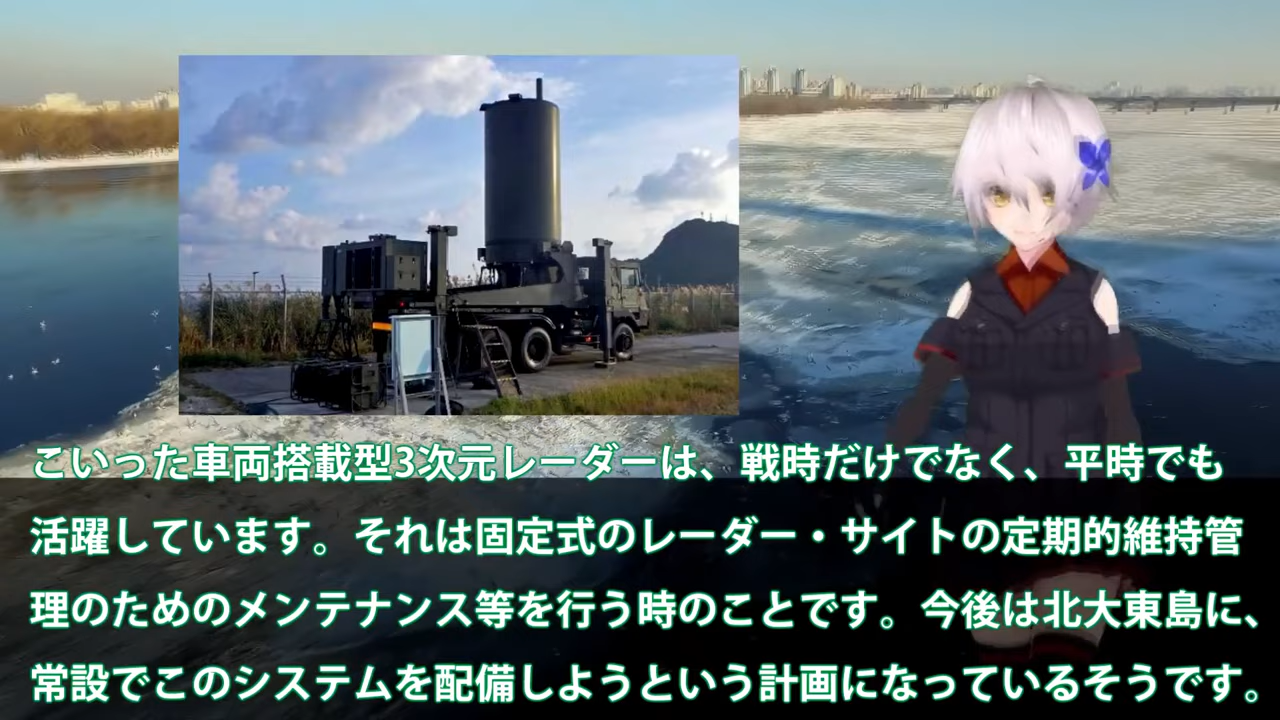 こいった車両搭載型3次元レーダーは、戦時だけでなく、平時でも
活躍しています。それは固定式のレーダー・サイトの定期的維持管
理のためのメンテナンス等を行う時のことです。今後は北大東島に、
常設でこのシステムを配備しようという計画になっているそうです。